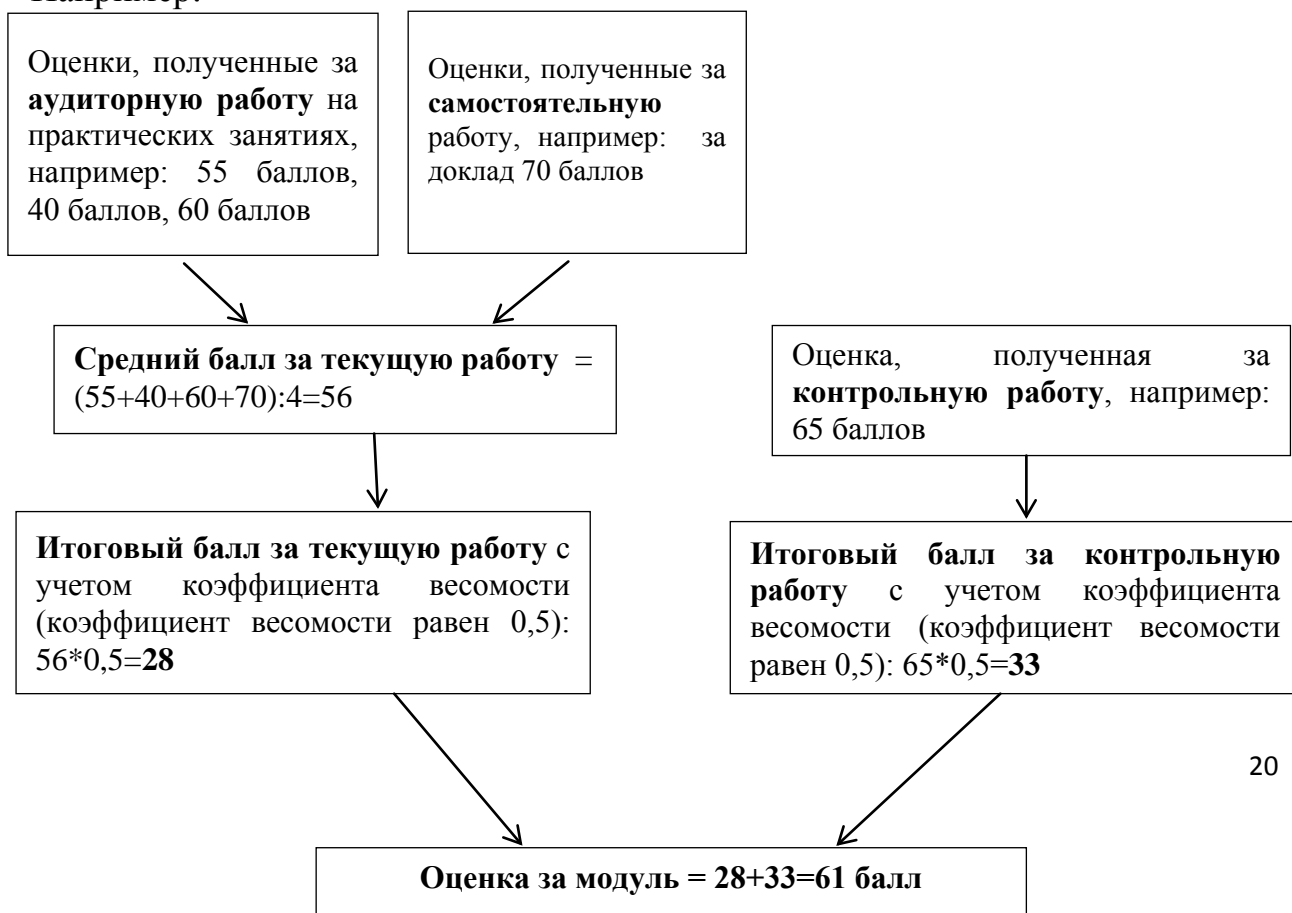 Например:
Оценки, полученные за
аудиторную работу на
практических занятиях,
например: 55 баллов,
40 баллов, 60 баллов
Оценки, полученные за
самостоятельную
работу, например: за
доклад 70 баллов
Средний балл за текущую работу =
(55+40+60+70):4=56
Оценка, полученная за
контрольную работу, например:
65 баллов
Итоговый балл за текущую работу с
учетом коэффициента весомости
(коэффициент весомости равен 0,5):
56*0,5=28
Итоговый балл за контрольную
работу с учетом коэффициента
весомости (коэффициент весомости
равен 0,5): 65*0,5=33
20
Оценка за модуль = 28+33=61 балл